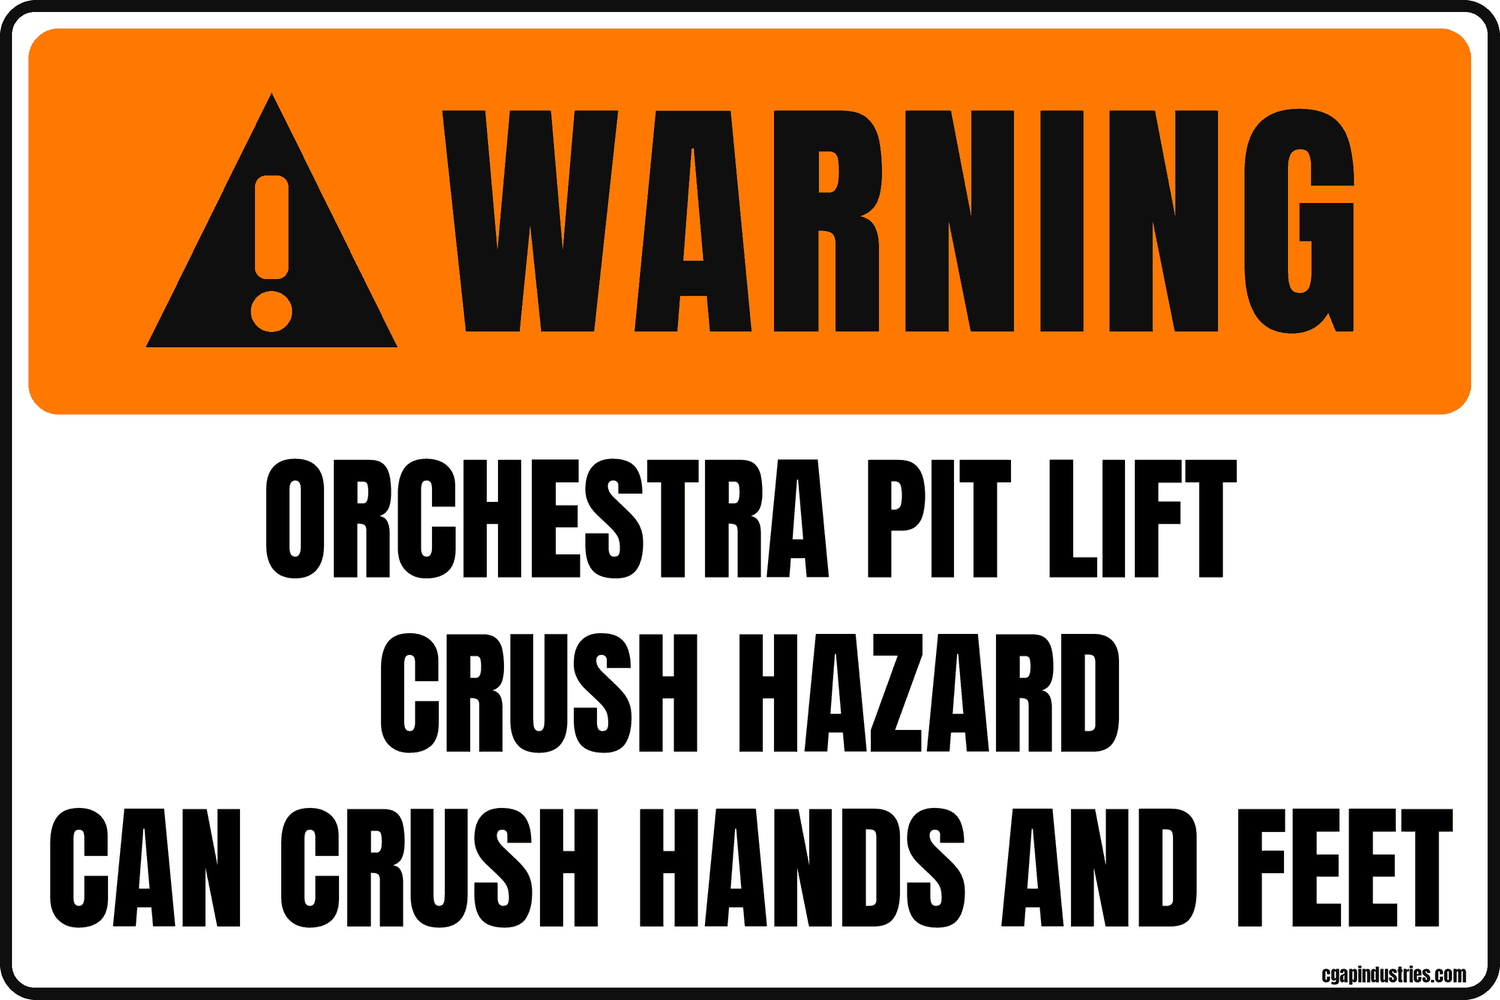 WARNING
ORCHESTRA PIT LIFT
CRUSH HAZARD
CAN CRUSH HANDS AND FEET
cgapindustries.com